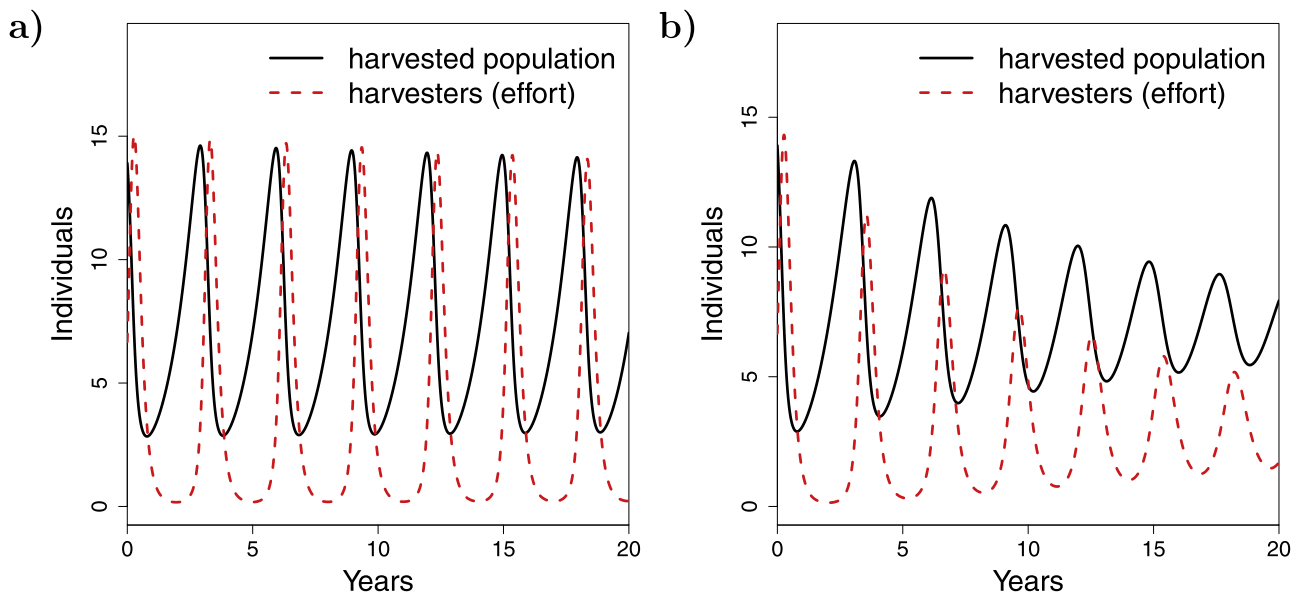 a)
harvested population
harvesters (effort)
Individuals
15
10
5
0
0 5 10 15 20
Years
b)
harvested population
harvesters (effort)
Individuals
15
10
5
0
0 5 10 15 20
Years